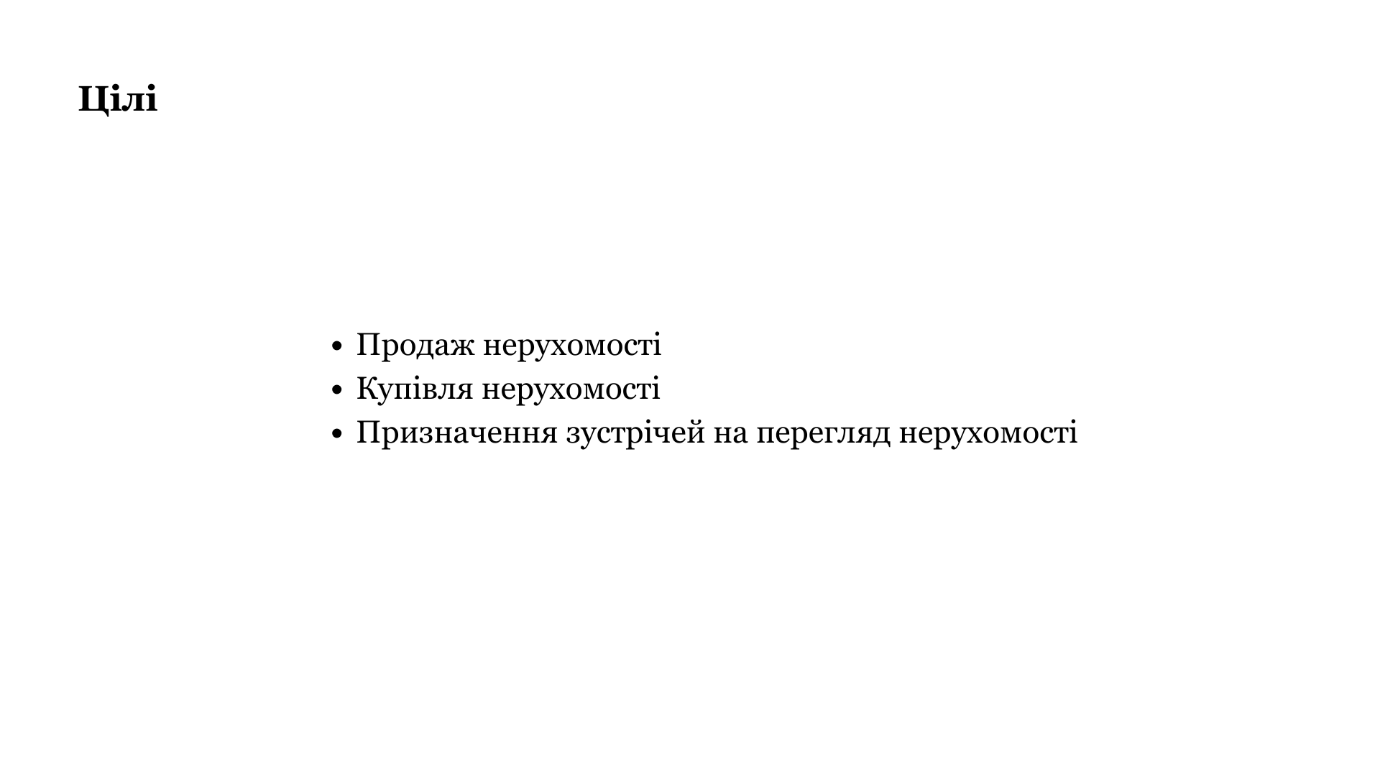 Цілі
• Продаж нерухомості
• Купівля нерухомості
• Призначення зустрічей на перегляд нерухомості